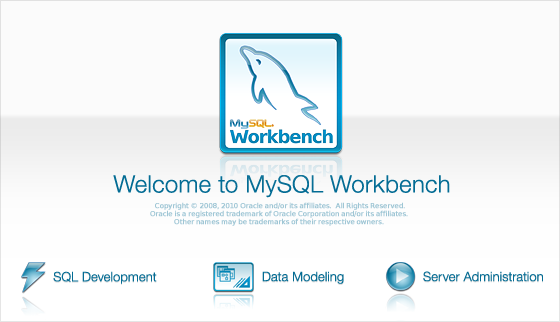 MySQL.
Workbench
Welcome to MySQL Workbench
Copyright © 2008, 2010 Oracle and/or its affiliates. All Rights Reserved.
Oracle is a registered trademark of Oracle Corporation and/or its affiliates.
Other names may be trademarks of their respective owners.
SQL Development
Data Modeling
Server Administration